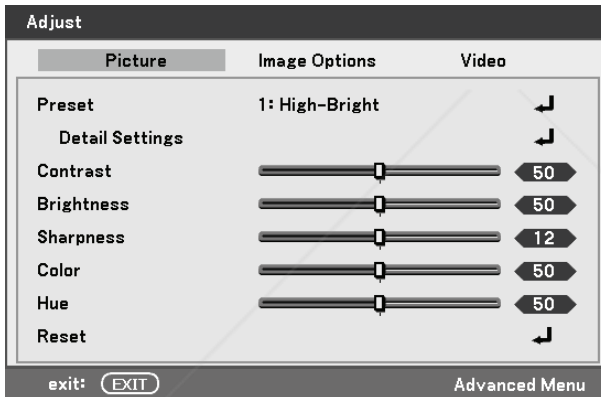 Adjust
Picture Image Options Video
Preset 1: High-Bright
Detail Settings
Contrast 50
Brightness 50
Sharpness 12
Color 50
Hue 50
Reset
exit: EXIT Advanced Menu